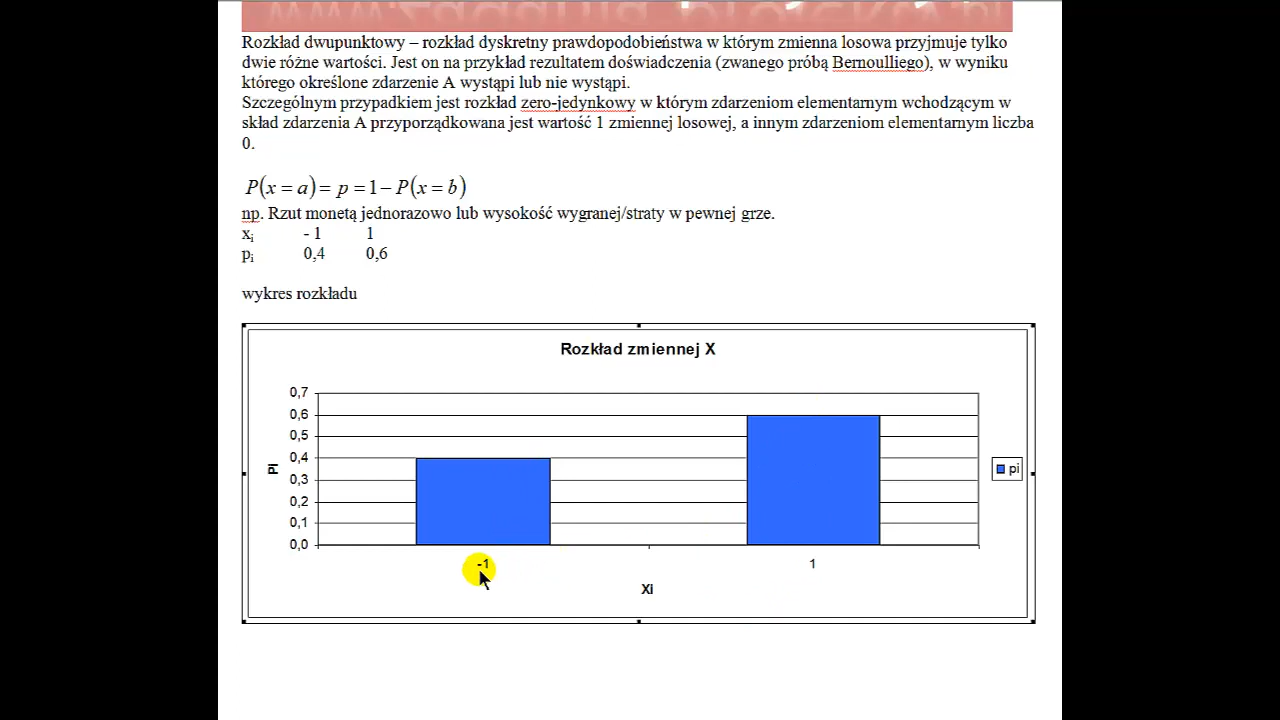 Rozkład dwupunktowy – rozkład dyskretny prawdopodobieństwa w którym zmienna losowa przyjmuje tylko
dwie różne wartości. Jest on na przykład rezultatem doświadczenia (zwanego próbą Bernoulliego), w wyniku
którego określone zdarzenie A wystąpi lub nie wystąpi.
Szczególnym przypadkiem jest rozkład zero-jedynkowy w którym zdarzeniom elementarnym wchodzącym w
skład zdarzenia A przyporządkowana jest wartość 1 zmiennej losowej, a innym zdarzeniom elementarnym liczba
0.
P(x = a) = p = 1 − P(x = b)
np. Rzut monetą jednorazowo lub wysokość wygranej/straty w pewnej grze.
xi - 1 1
pi 0,4 0,6
wykres rozkładu
Rozkład zmiennej X
0,7
0,6
0,5
0,4
0,3
0,2
0,1
0,0
Pi
pi
-1 1
Xi